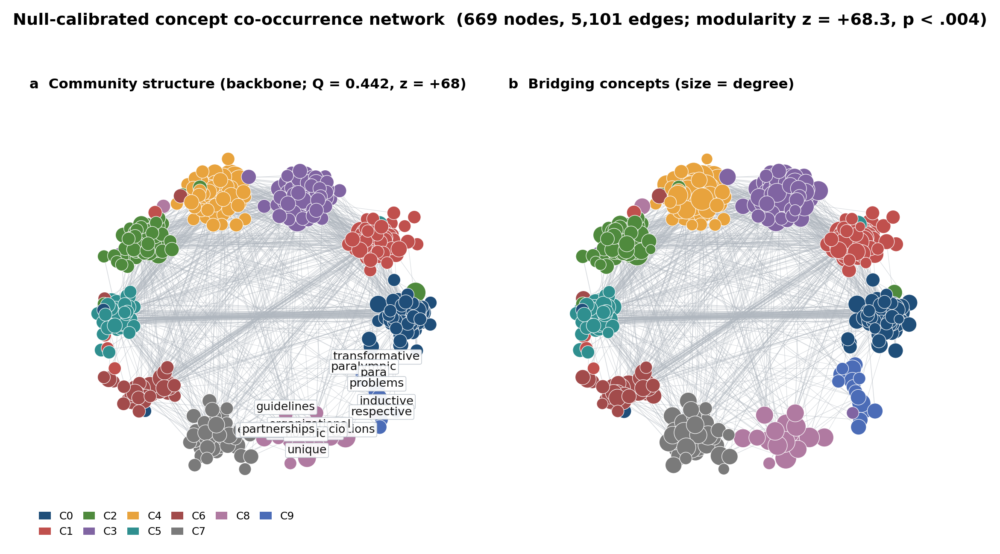 Null-calibrated concept co-occurrence network (669 nodes, 5,101 edges; modularity z = +68.3, p < .004)
a Community structure (backbone; Q = 0.442, z = +68)
b Bridging concepts (size = degree)
transformative
paralympic
para
problems
inductive
respective
guidelines
organizational
partnerships
unique
C0
C2
C4
C6
C8
C9
C1
C3
C5
C7